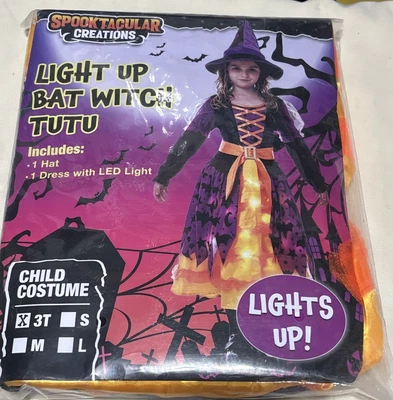 SPOOKTACULAR
CREATIONS
LIGHT UP
BAT WITCH
TUTU
Includes:
· 1 Hat
· 1 Dress with LED Light
CHILD
COSTUME
X 3T S
M L
LIGHTS
UP!